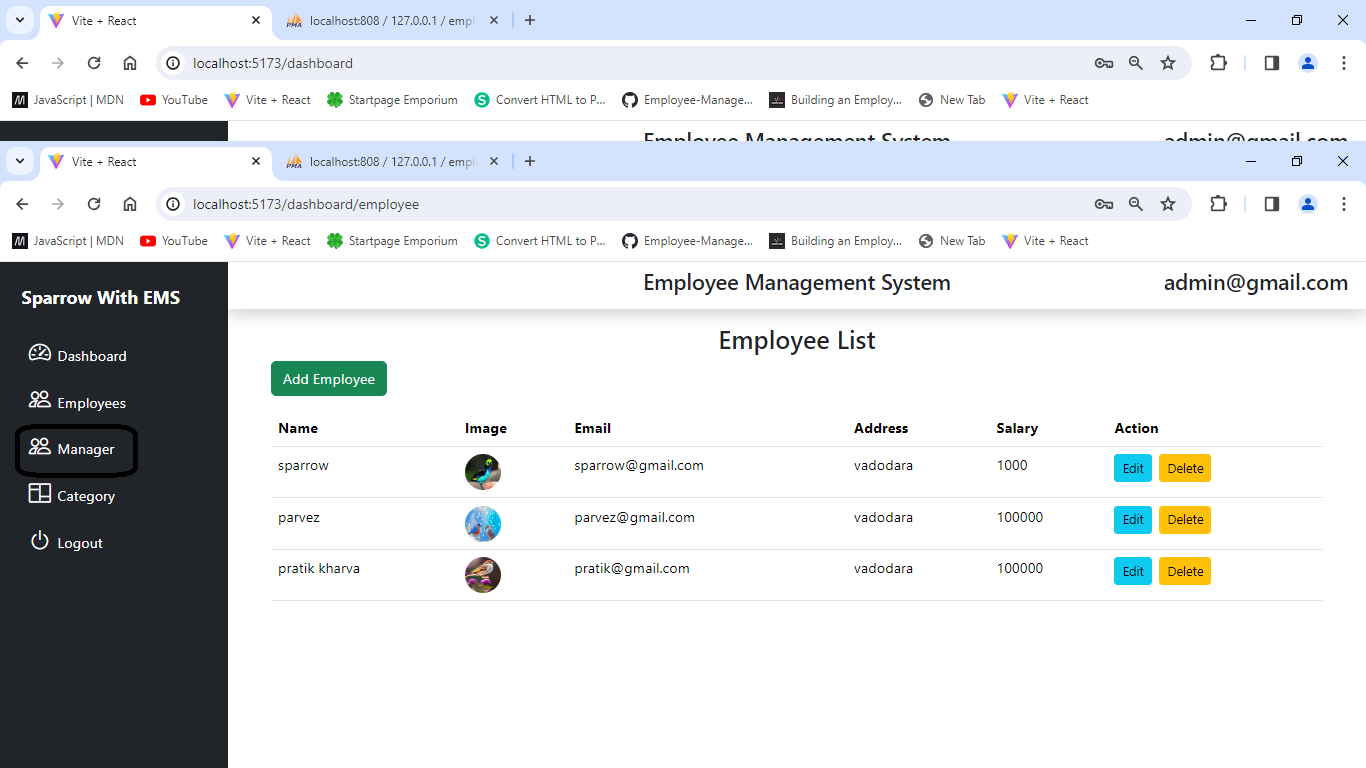 Vite + React
localhost:808 / 127.0.0.1 / empl
localhost:5173/dashboard
JavaScript | MDN YouTube Vite + React Startpage Emporium Convert HTML to P... Employee-Manage... Building an Employ... New Tab Vite + React
Employee Management System admin@gmail.com
Vite + React
localhost:808 / 127.0.0.1 / empl
localhost:5173/dashboard/employee
JavaScript | MDN YouTube Vite + React Startpage Emporium Convert HTML to P... Employee-Manage... Building an Employ... New Tab Vite + React
Sparrow With EMS
Dashboard
Employees
Manager
Category
Logout
Employee Management System admin@gmail.com
Employee List
Add Employee
Name Image Email Address Salary Action
sparrow sparrow@gmail.com vadodara 1000 Edit Delete
parvez parvez@gmail.com vadodara 100000 Edit Delete
pratik kharva pratik@gmail.com vadodara 100000 Edit Delete